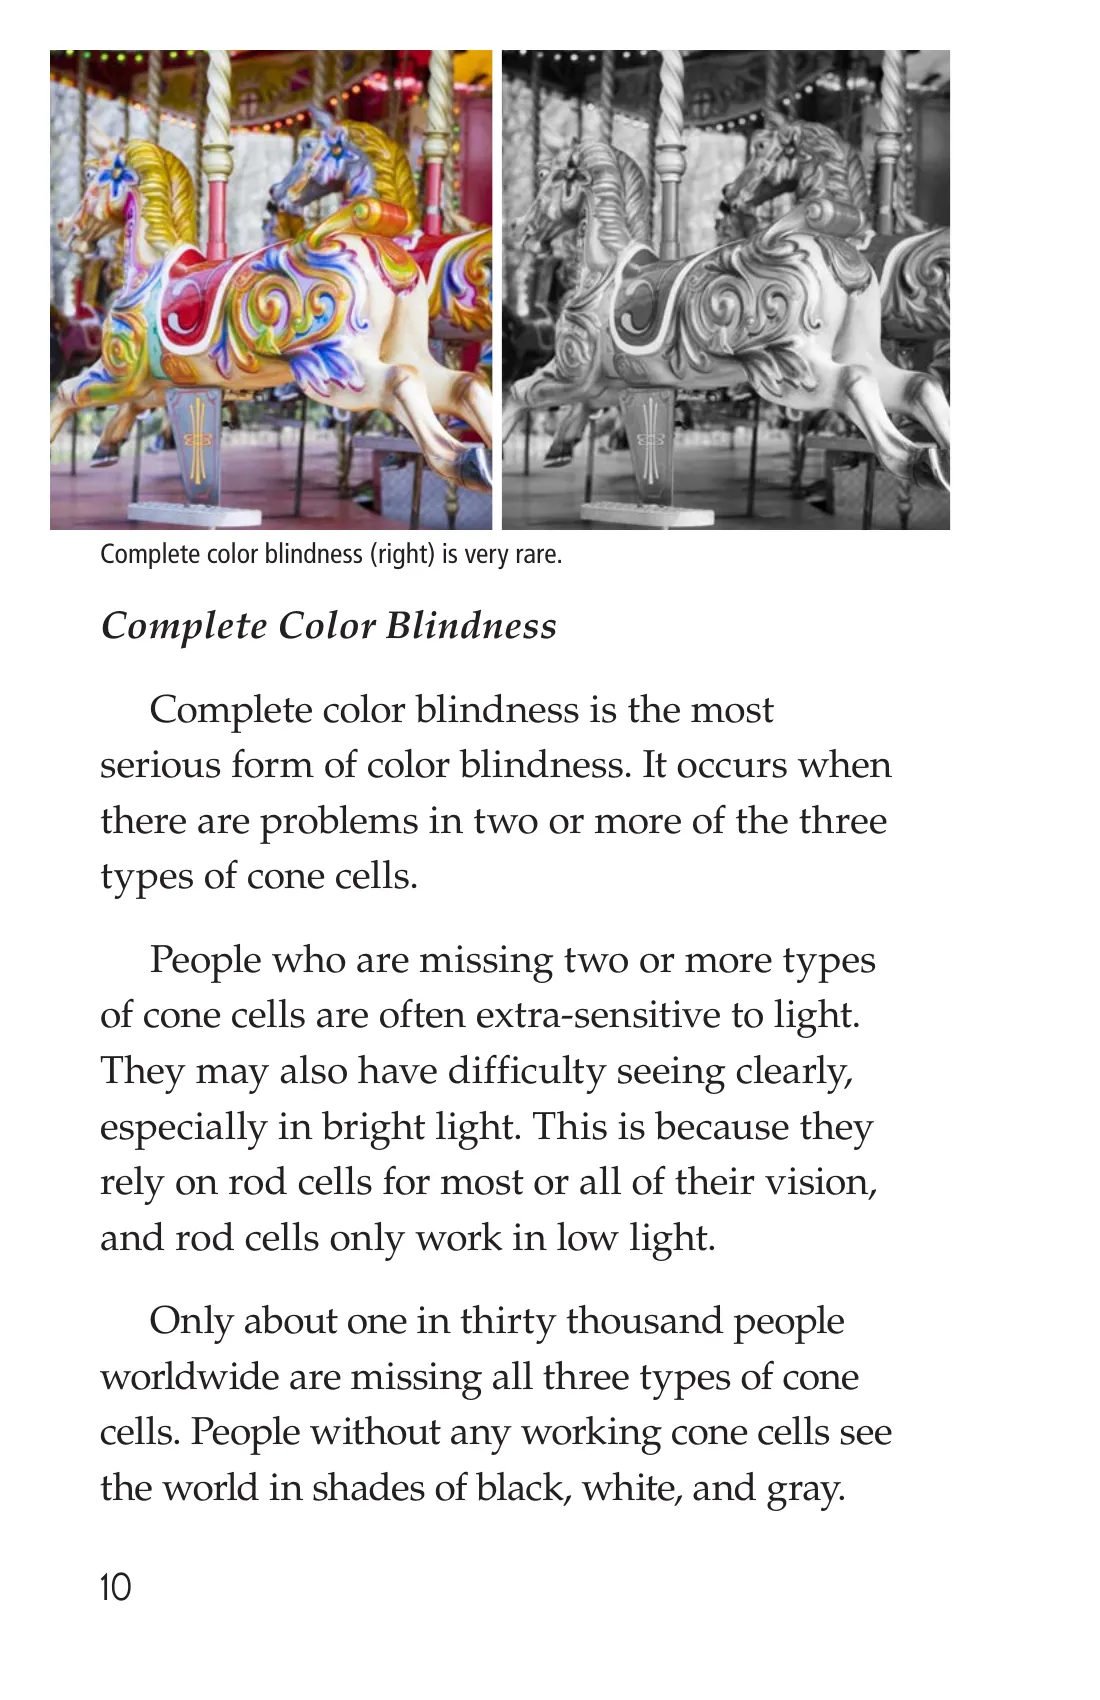 Complete color blindness (right) is very rare.
Complete Color Blindness
Complete color blindness is the most
serious form of color blindness. It occurs when
there are problems in two or more of the three
types of cone cells.
People who are missing two or more types
of cone cells are often extra-sensitive to light.
They may also have difficulty seeing clearly,
especially in bright light. This is because they
rely on rod cells for most or all of their vision,
and rod cells only work in low light.
Only about one in thirty thousand people
worldwide are missing all three types of cone
cells. People without any working cone cells see
the world in shades of black, white, and gray.
10